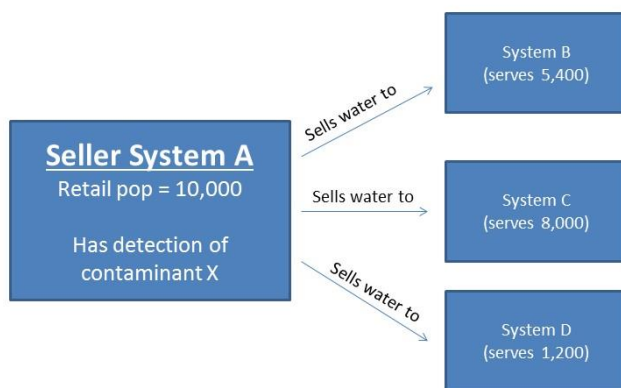 Seller System A
Retail pop = 10,000
Has detection of
contaminant X
Sells water to
System B
(serves 5,400)
Sells water to
System C
(serves 8,000)
Sells water to
System D
(serves 1,200)